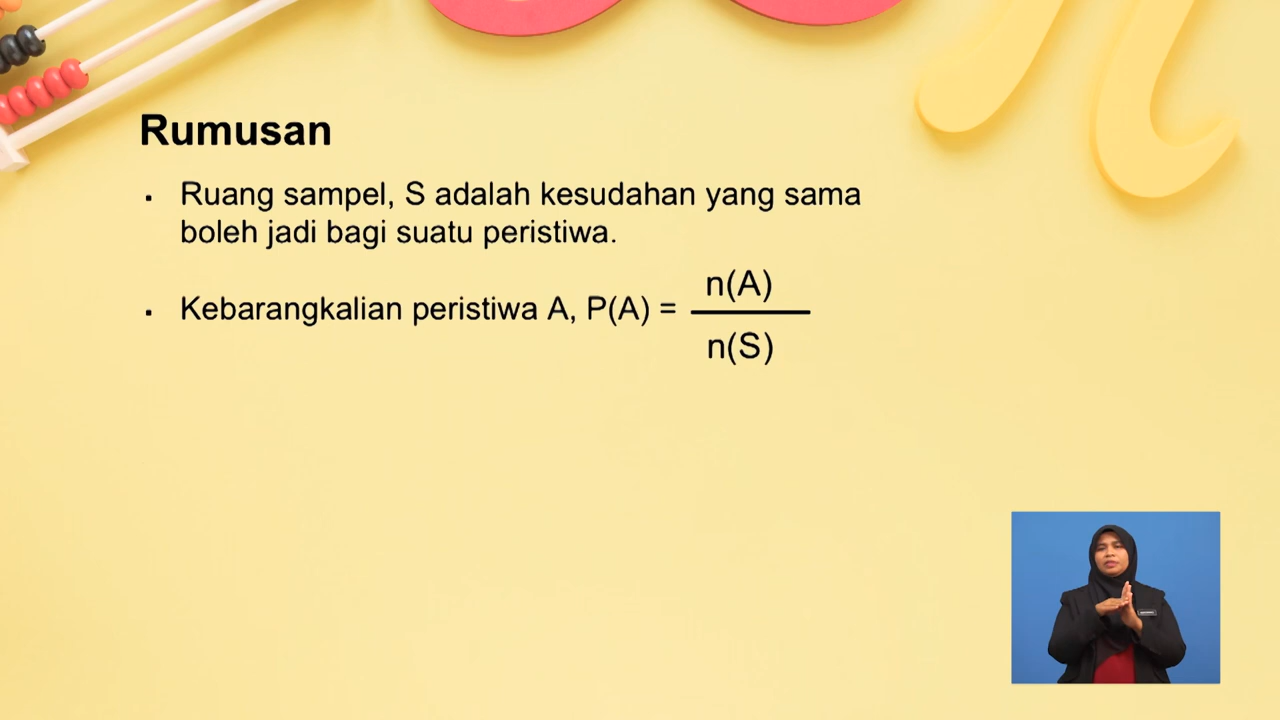 Rumusan
▪ Ruang sampel, S adalah kesudahan yang sama
boleh jadi bagi suatu peristiwa.
▪ Kebarangkalian peristiwa A, P(A) = n(A)
n(S)